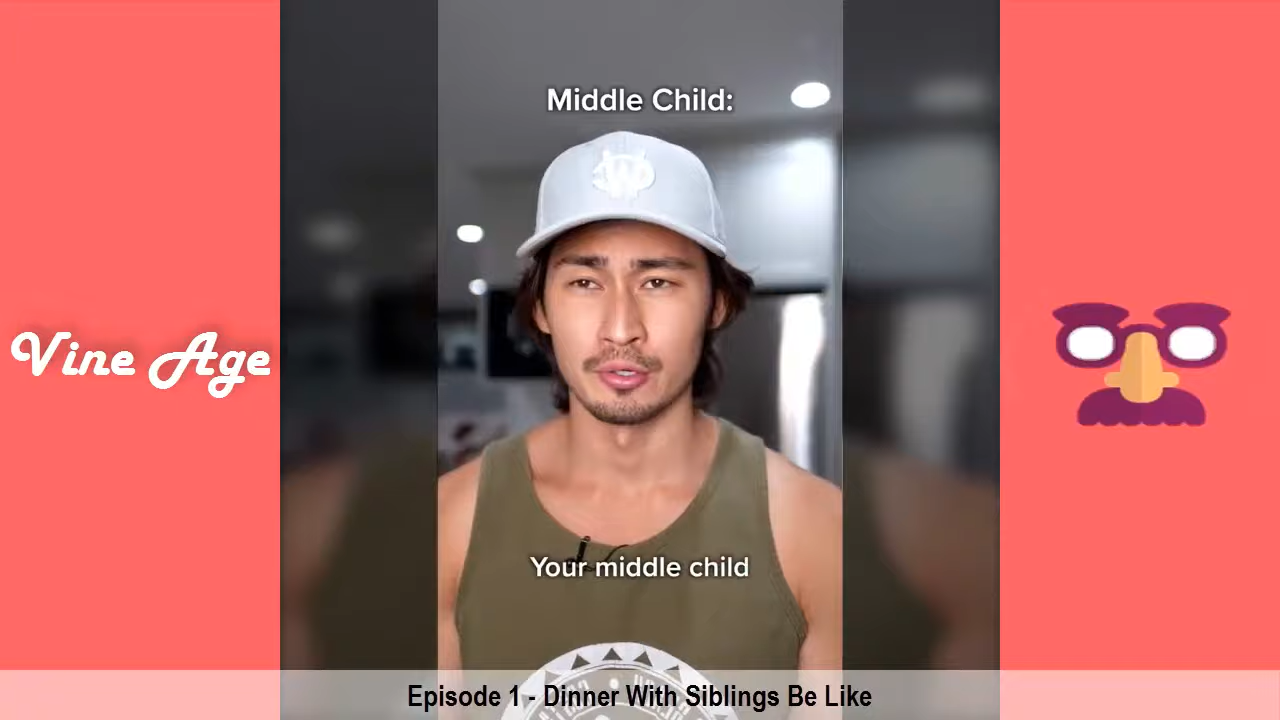 Middle Child:
W
Vine Age
Your middle child
Episode 1 - Dinner With Siblings Be Like